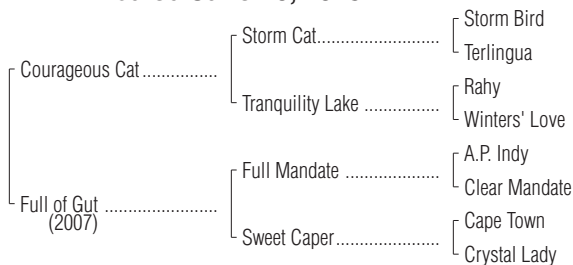 Storm Bird
Storm Cat
Terlingua
Courageous Cat
Rahy
Tranquility Lake
Winters' Love
A.P. Indy
Full Mandate
Clear Mandate
Full of Gut
(2007)
Cape Town
Sweet Caper
Crystal Lady